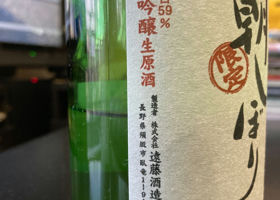 朝しぼり
限定
59%
吟醸生原酒
製造者 株式会社 遠藤酒造
長野県須坂市